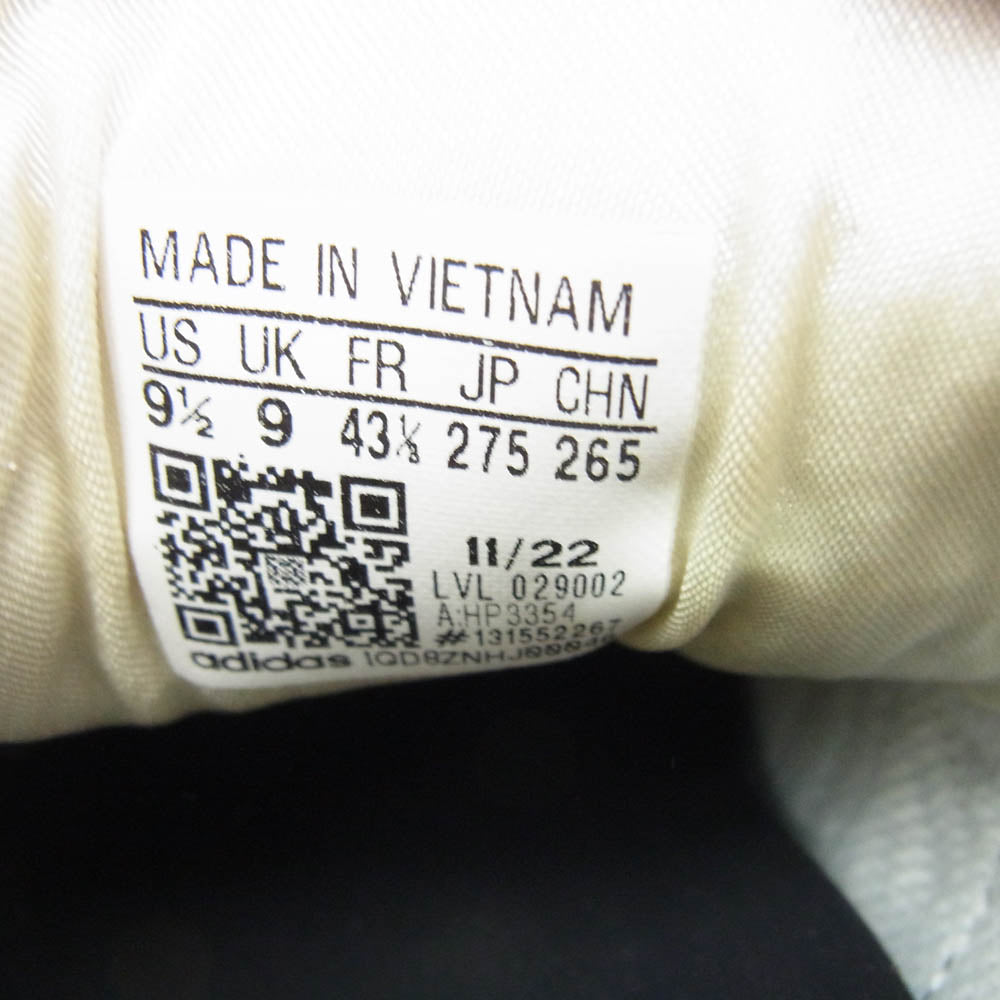 MADE IN VIETNAM
US UK FR JP CHN
9½ 9 43⅓ 275 265
11/22
LVL 029002
A:HP3354
#131552267
adidas